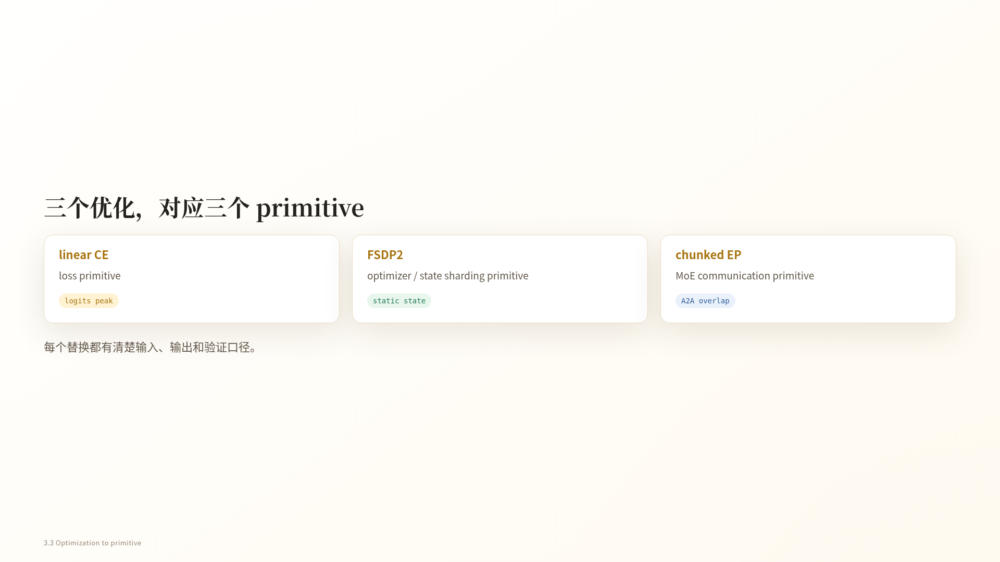 三个优化，对应三个 primitive
linear CE
loss primitive
logits peak
FSDP2
optimizer / state sharding primitive
static state
chunked EP
MoE communication primitive
A2A overlap
每个替换都有清楚输入、输出和验证口径。
3.3 Optimization to primitive